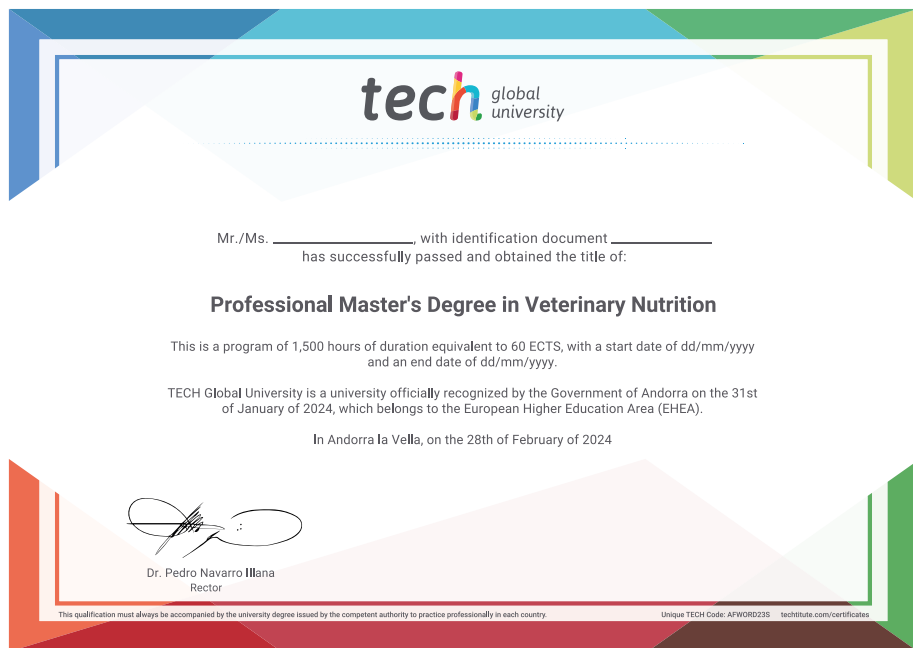 tech global
university
Mr./Ms. ________________, with identification document ____________
has successfully passed and obtained the title of:
Professional Master's Degree in Veterinary Nutrition
This is a program of 1,500 hours of duration equivalent to 60 ECTS, with a start date of dd/mm/yyyy
and an end date of dd/mm/yyyy.
TECH Global University is a university officially recognized by the Government of Andorra on the 31st
of January of 2024, which belongs to the European Higher Education Area (EHEA).
In Andorra la Vella, on the 28th of February of 2024
Dr. Pedro Navarro Illana
Rector
This qualification must always be accompanied by the university degree issued by the competent authority to practice professionally in each country. Unique TECH Code: AFWORD23S techtitute.com/certificates